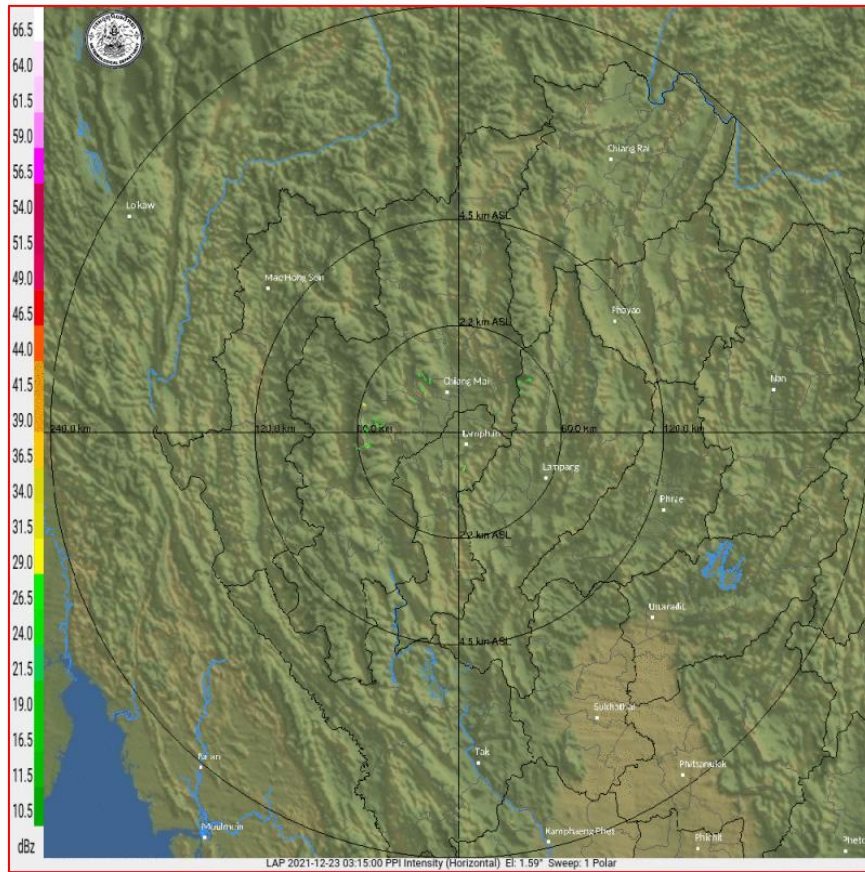 66.5
64.0
61.5
59.0
56.5
54.0
51.5
49.0
46.5
44.0
41.5
39.0
36.5
34.0
31.5
29.0
26.5
24.0
21.5
19.0
16.5
11.5
10.5
dBz
Chiang Rai
Loikaw
4.5 km ASL
Mae Hong Son
Phayao
2.2 km ASL
Chiang Mai
Nan
240.0 km
120.0 km
60.0 km
120.0 km
Lamphun
Lampang
Phrae
2.2 km ASL
Uttaradit
4.5 km ASL
Sukhothai
Tak
Phitsanulok
Pa'an
Kamphaeng Phet
Moulmein
Phichit
LAP 2021-12-23 03:15:00 PPI Intensity (Horizontal) El: 1.59° Sweep: 1 Polar